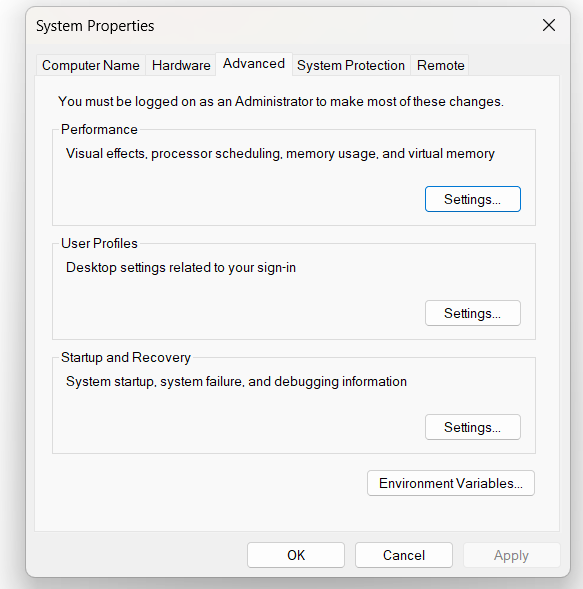 System Properties
Computer Name Hardware Advanced System Protection Remote
You must be logged on as an Administrator to make most of these changes.
Performance
Visual effects, processor scheduling, memory usage, and virtual memory
Settings...
User Profiles
Desktop settings related to your sign-in
Settings...
Startup and Recovery
System startup, system failure, and debugging information
Settings...
Environment Variables...
OK Cancel Apply